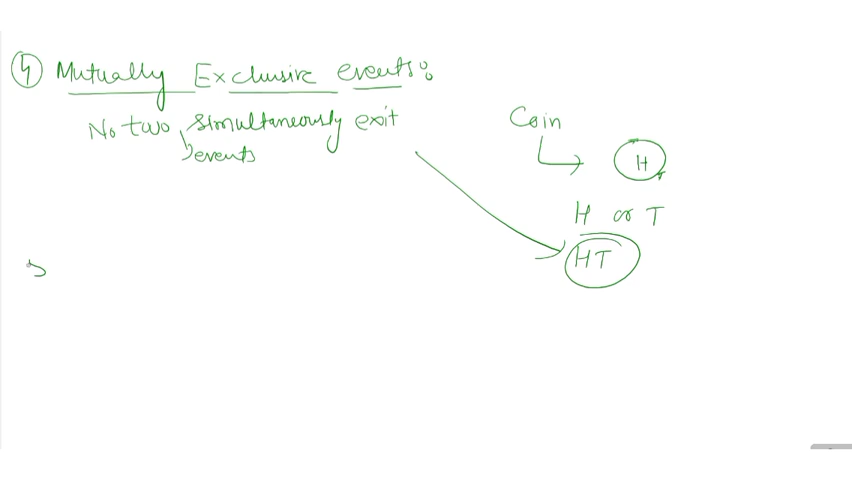 ④ Mutually Exclusive events:
No two events simultaneously exit
Coin
H
H or T
HT